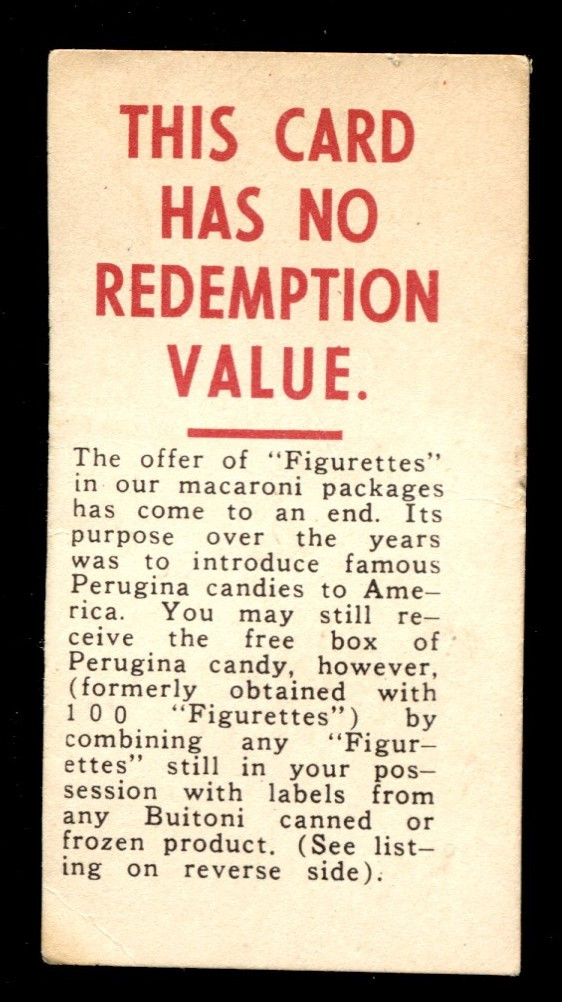 THIS CARD
HAS NO
REDEMPTION
VALUE.
The offer of “Figurettes”
in our macaroni packages
has come to an end. Its
purpose over the years
was to introduce famous
Perugina candies to Ame–
rica. You may still re–
ceive the free box of
Perugina candy, however,
(formerly obtained with
100 “Figurettes”) by
combining any “Figur–
ettes” still in your pos–
session with labels from
any Buitoni canned or
frozen product. (See list–
ing on reverse side).